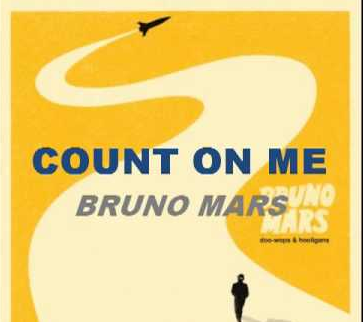 COUNT ON ME
BRUNO MARS
BRUNO
MARS
doo-wops & hooligans